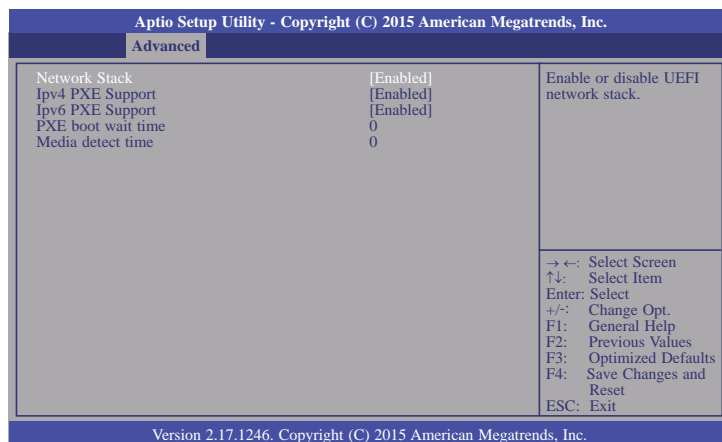 Aptio Setup Utility - Copyright (C) 2015 American Megatrends, Inc.
Advanced
Network Stack [Enabled]
Ipv4 PXE Support [Enabled]
Ipv6 PXE Support [Enabled]
PXE boot wait time 0
Media detect time 0
Enable or disable UEFI
network stack.
→ ←: Select Screen
↑↓: Select Item
Enter: Select
+/-: Change Opt.
F1: General Help
F2: Previous Values
F3: Optimized Defaults
F4: Save Changes and
Reset
ESC: Exit
Version 2.17.1246. Copyright (C) 2015 American Megatrends, Inc.